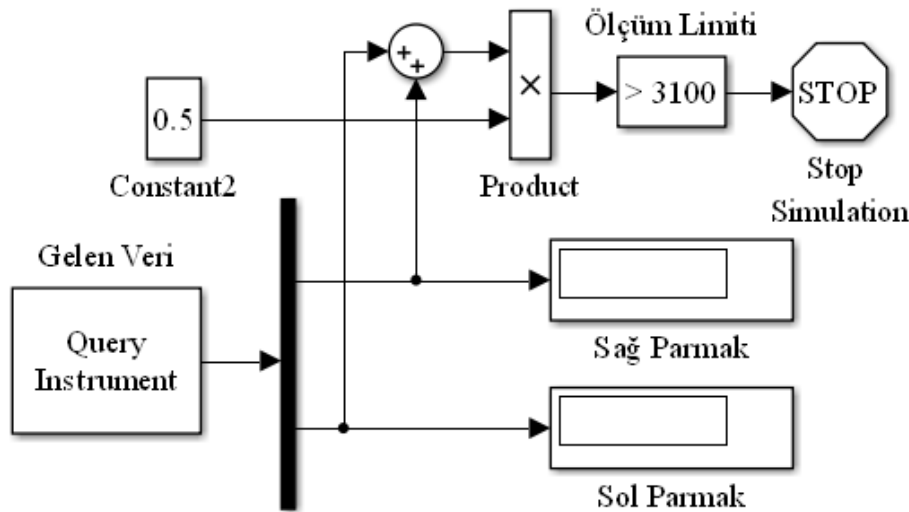 Ölçüm Limiti
+
+
×
> 3100
STOP
0.5
Constant2
Product
Stop
Simulation
Gelen Veri
Query
Instrument
Sağ Parmak
Sol Parmak